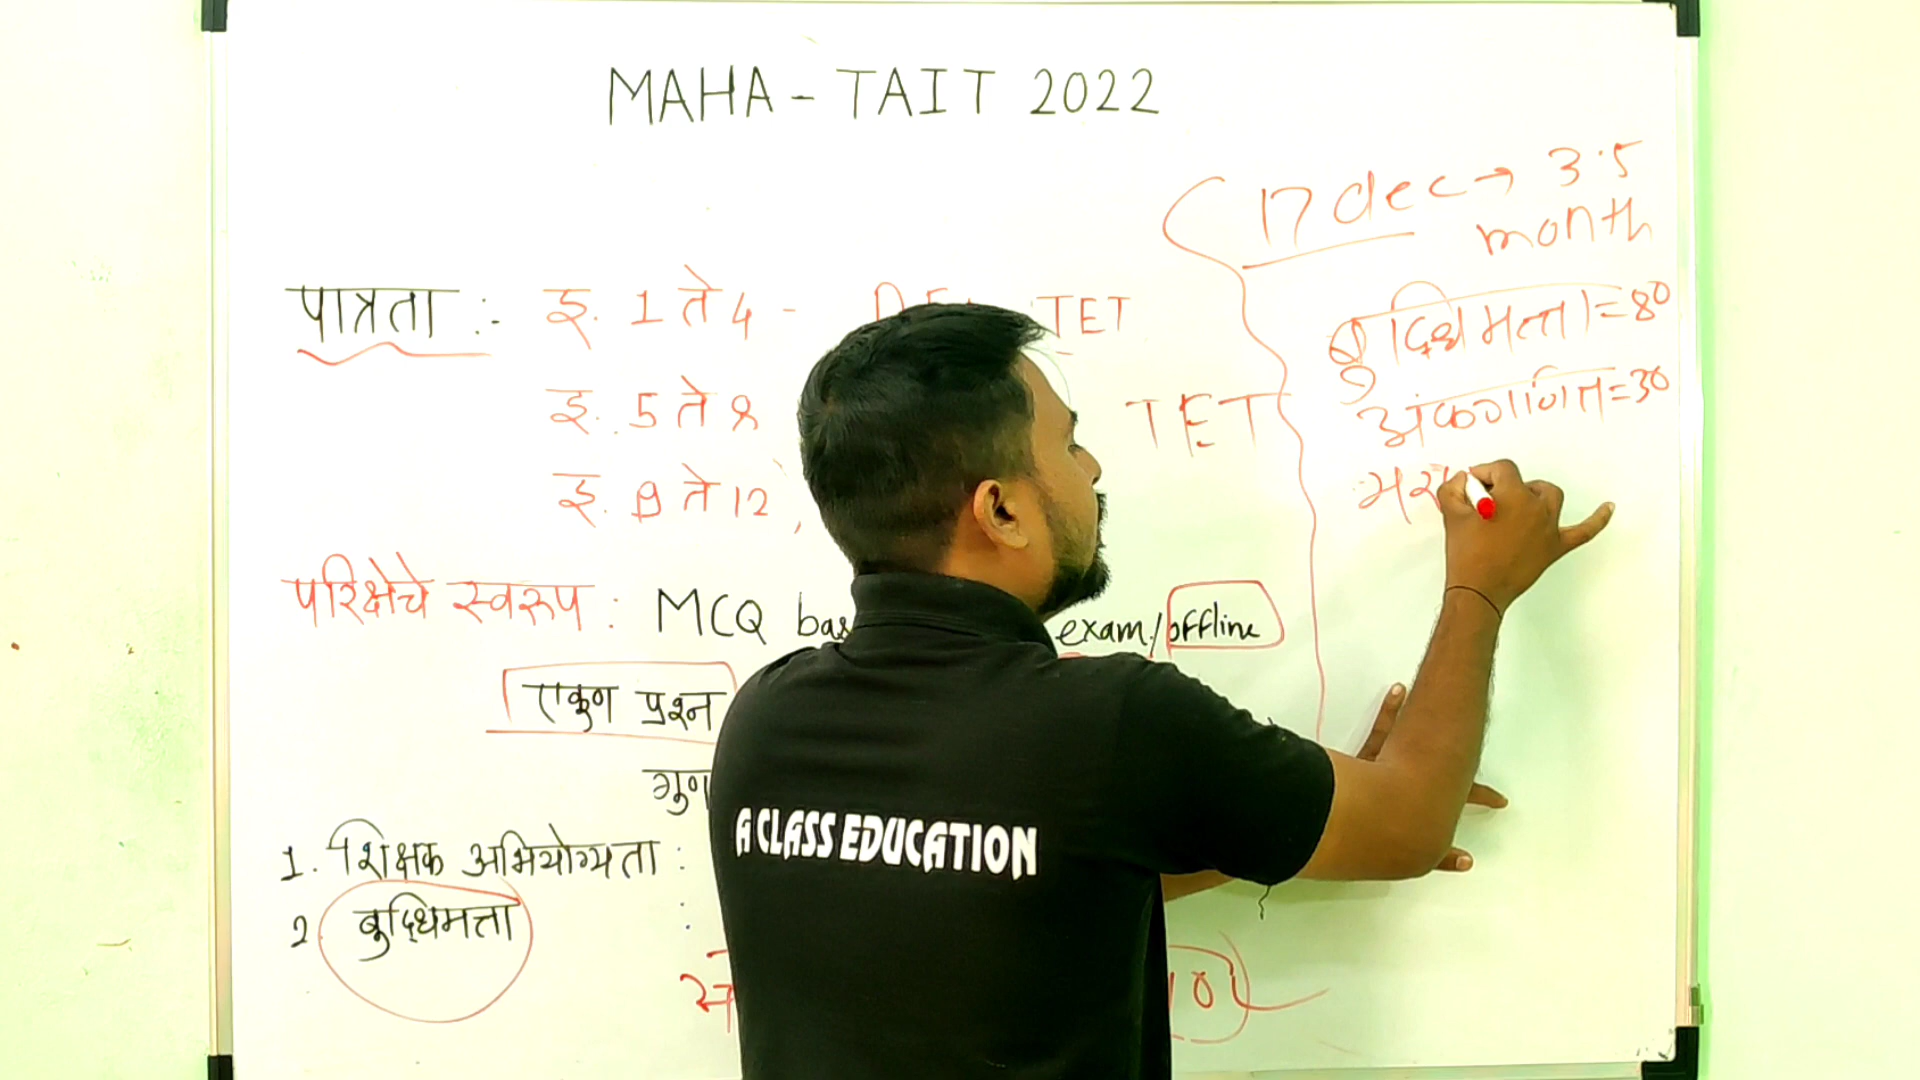 MAHA - TAIT 2022
17 dec → 3.5
month
पात्रता :- इ. 1 ते 4 - TET
इ. 5 ते ८ TET
इ. 9 ते 12
परिक्षेचे स्वरूप : MCQ exam / offline
एकुण प्रश्न
गुण
1. शिक्षक अभियोग्यता :
2 बुद्धिमत्ता :
बुद्धिमत्ता = 80
अंकगणित = 30
A CLASS EDUCATION